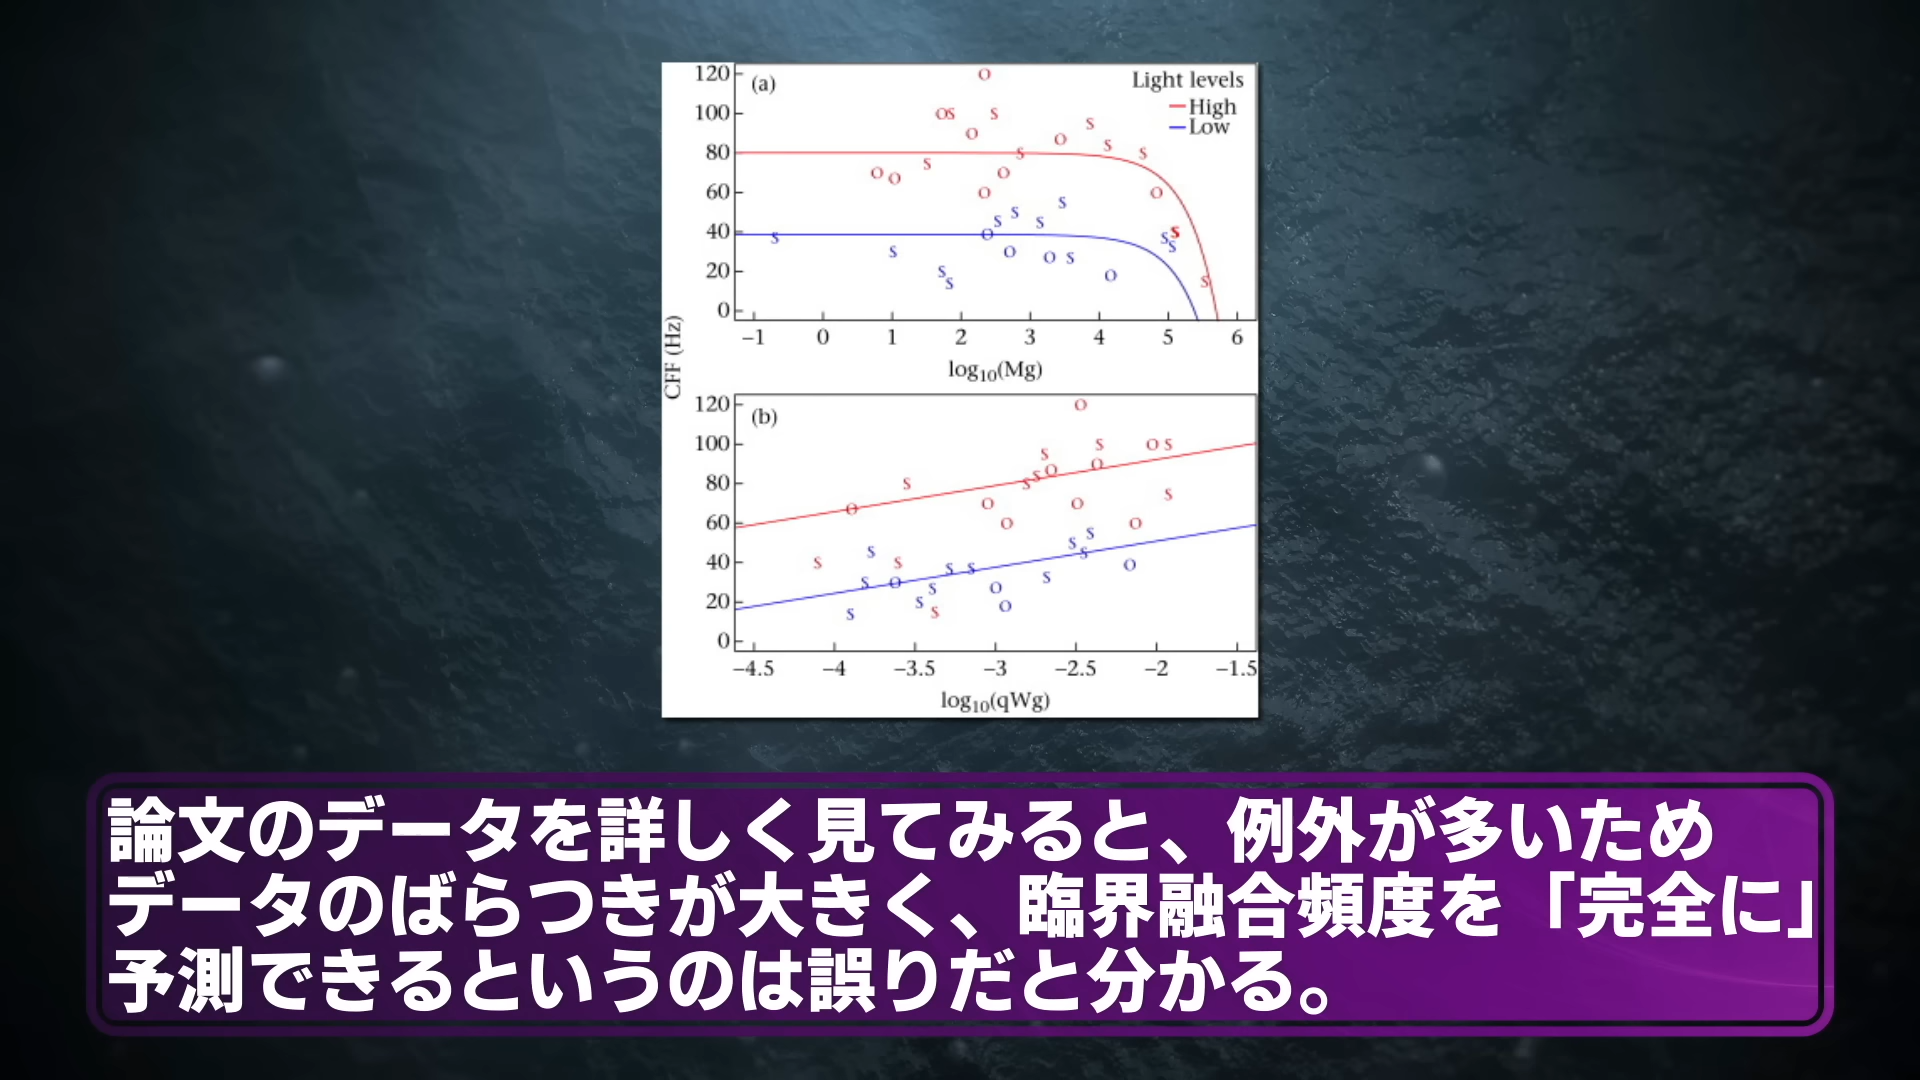 120
(a)
Light levels
100
High
Low
80
60
40
20
0
CFF (Hz)
–1 0 1 2 3 4 5 6
log₁₀(Mg)
120
(b)
100
80
60
40
20
0
–4.5 –4 –3.5 –3 –2.5 –2 –1.5
log₁₀(qWg)
論文のデータを詳しく見てみると、例外が多いため
データのばらつきが大きく、臨界融合頻度を「完全に」
予測できるというのは誤りだと分かる。